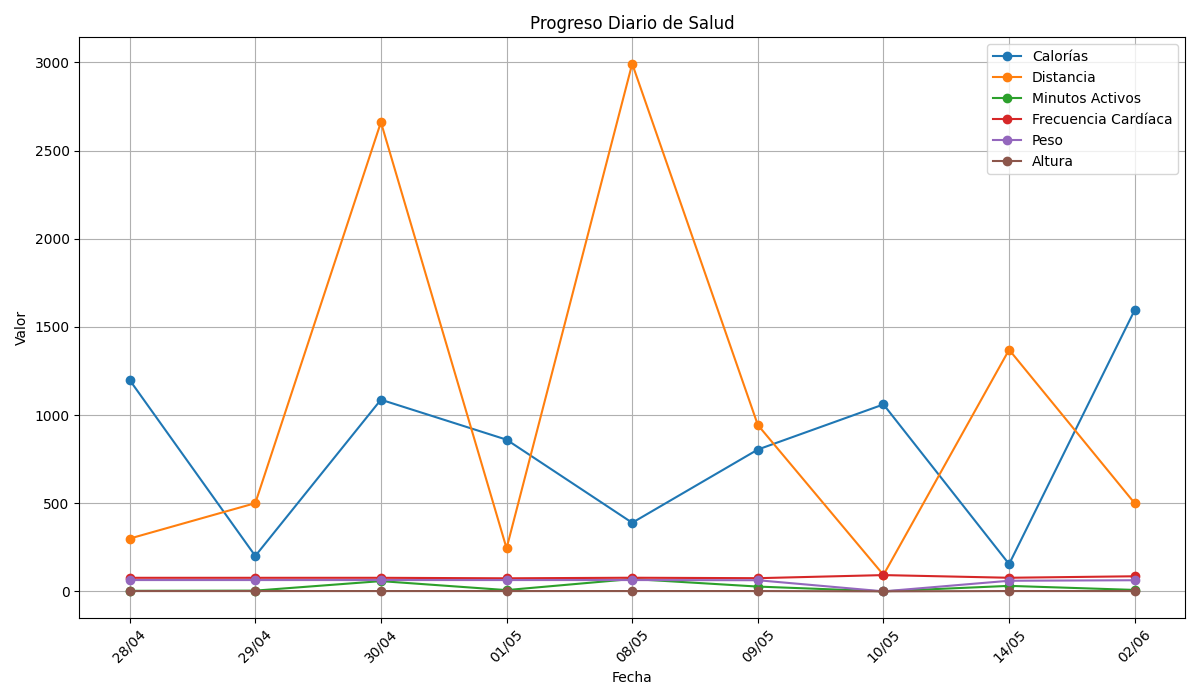 Progreso Diario de Salud
Calorías
Distancia
Minutos Activos
Frecuencia Cardíaca
Peso
Altura
3000
2500
2000
1500
1000
500
0
Valor
28/04
29/04
30/04
01/05
08/05
09/05
10/05
14/05
02/06
Fecha